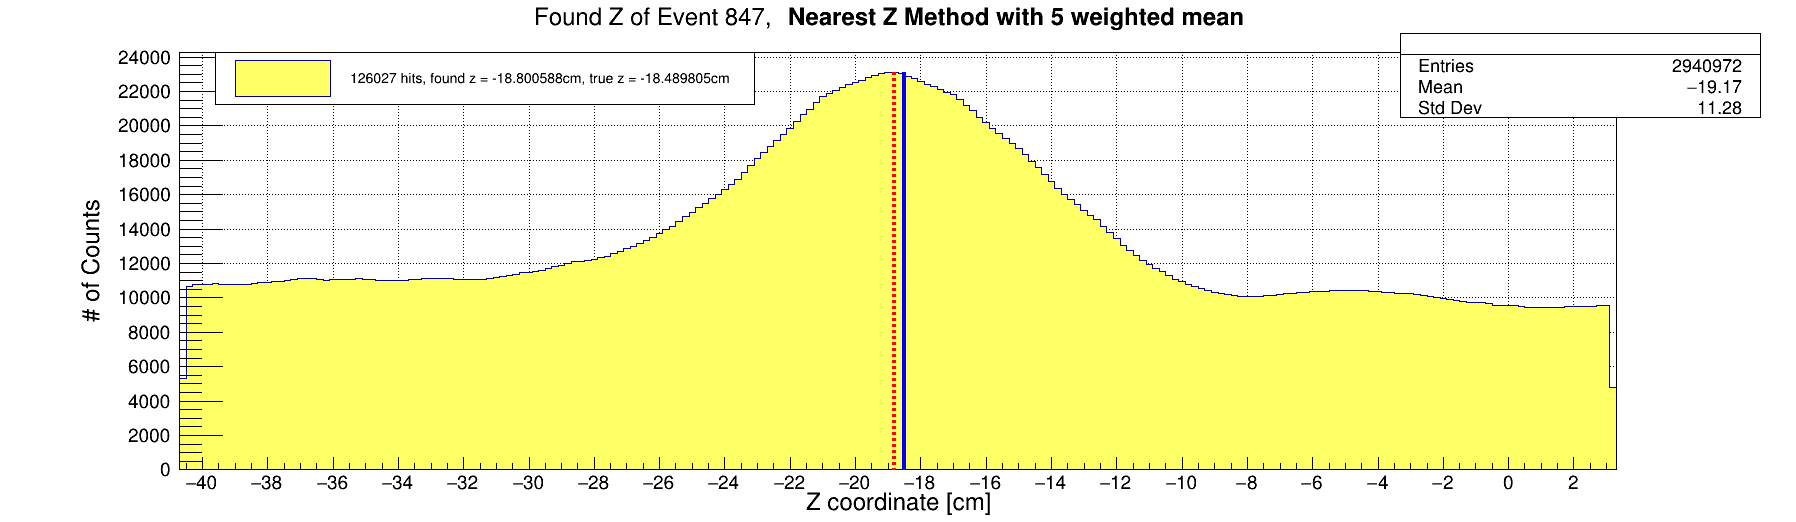 Found Z of Event 847, Nearest Z Method with 5 weighted mean
126027 hits, found z = -18.800588cm, true z = -18.489805cm
Entries 2940972
Mean −19.17
Std Dev 11.28
# of Counts
24000
22000
20000
18000
16000
14000
12000
10000
8000
6000
4000
2000
0
−40 −38 −36 −34 −32 −30 −28 −26 −24 −22 −20 −18 −16 −14 −12 −10 −8 −6 −4 −2 0 2
Z coordinate [cm]